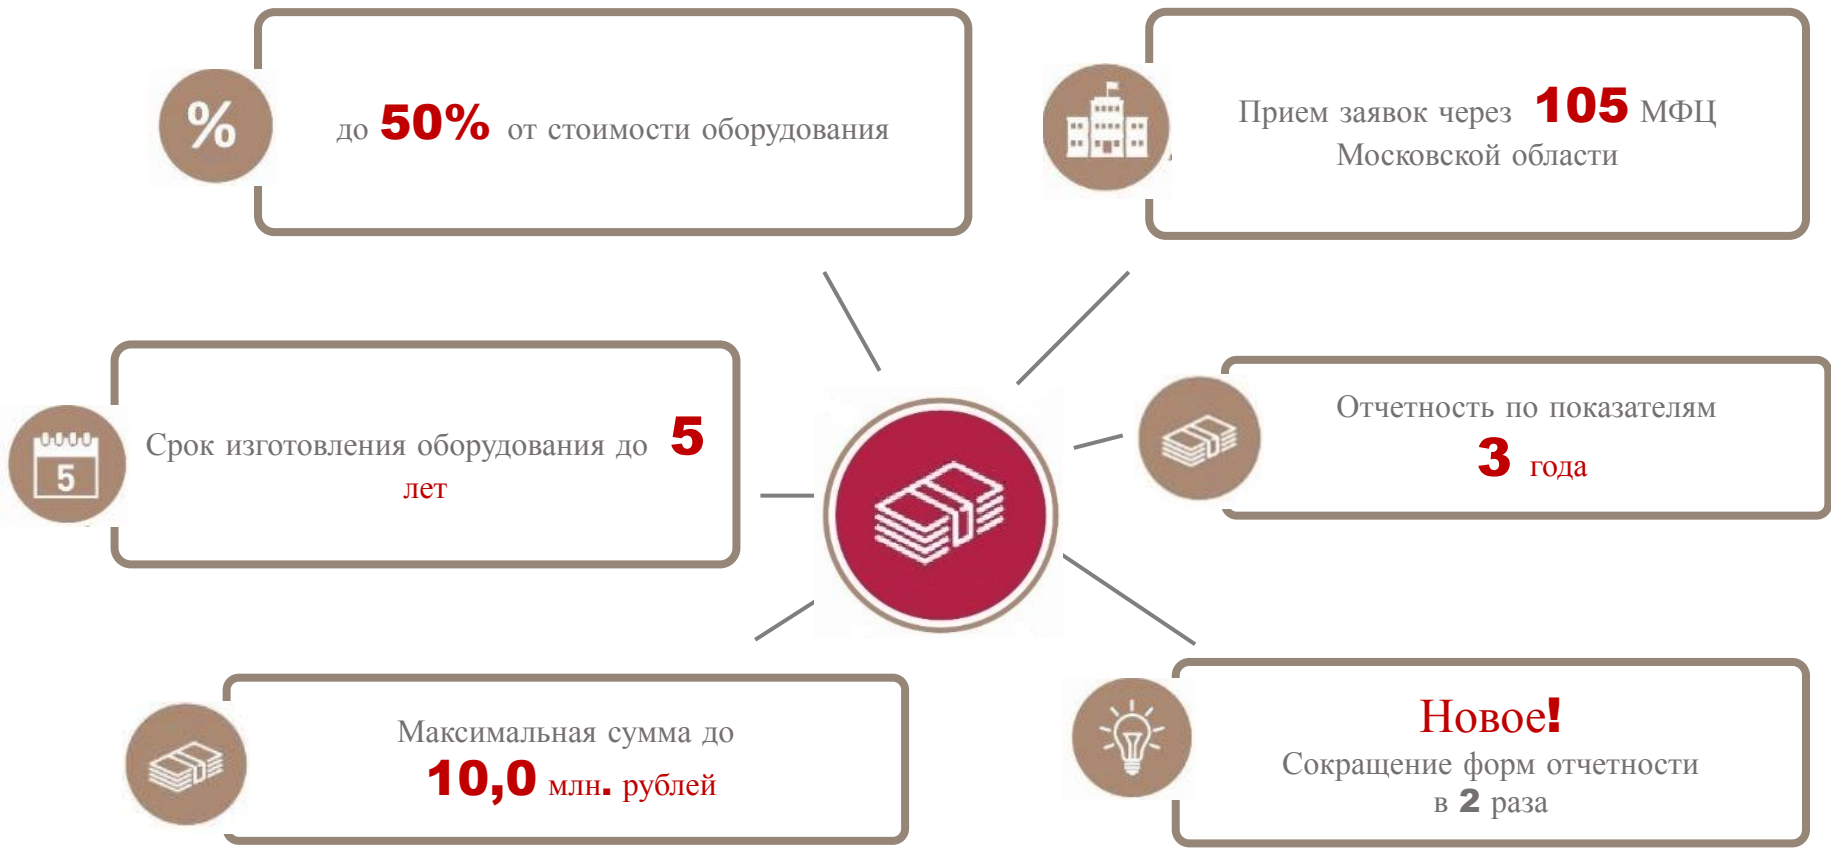 до 50% от стоимости оборудования
Прием заявок через 105 МФЦ
Московской области
Срок изготовления оборудования до 5
лет
5
Отчетность по показателям
3 года
Максимальная сумма до
10,0 млн. рублей
Новое!
Сокращение форм отчетности
в 2 раза
%